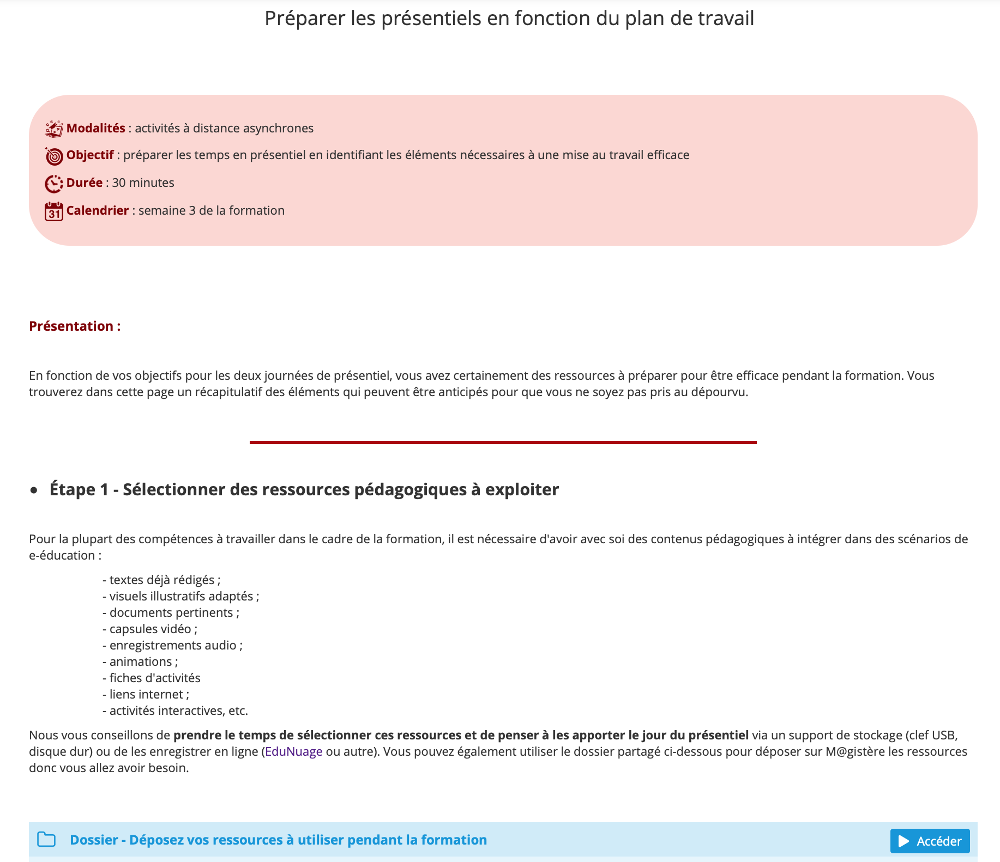 Préparer les présentiels en fonction du plan de travail
Modalités : activités à distance asynchrones
Objectif : préparer les temps en présentiel en identifiant les éléments nécessaires à une mise au travail efficace
Durée : 30 minutes
31 Calendrier : semaine 3 de la formation
Présentation :
En fonction de vos objectifs pour les deux journées de présentiel, vous avez certainement des ressources à préparer pour être efficace pendant la formation. Vous
trouverez dans cette page un récapitulatif des éléments qui peuvent être anticipés pour que vous ne soyez pas pris au dépourvu.
• Étape 1 - Sélectionner des ressources pédagogiques à exploiter
Pour la plupart des compétences à travailler dans le cadre de la formation, il est nécessaire d'avoir avec soi des contenus pédagogiques à intégrer dans des scénarios de
e-éducation :
- textes déjà rédigés ;
- visuels illustratifs adaptés ;
- documents pertinents ;
- capsules vidéo ;
- enregistrements audio ;
- animations ;
- fiches d'activités
- liens internet ;
- activités interactives, etc.
Nous vous conseillons de prendre le temps de sélectionner ces ressources et de penser à les apporter le jour du présentiel via un support de stockage (clef USB,
disque dur) ou de les enregistrer en ligne (EduNuage ou autre). Vous pouvez également utiliser le dossier partagé ci-dessous pour déposer sur M@gistère les ressources
donc vous allez avoir besoin.
Dossier - Déposez vos ressources à utiliser pendant la formation
Accéder